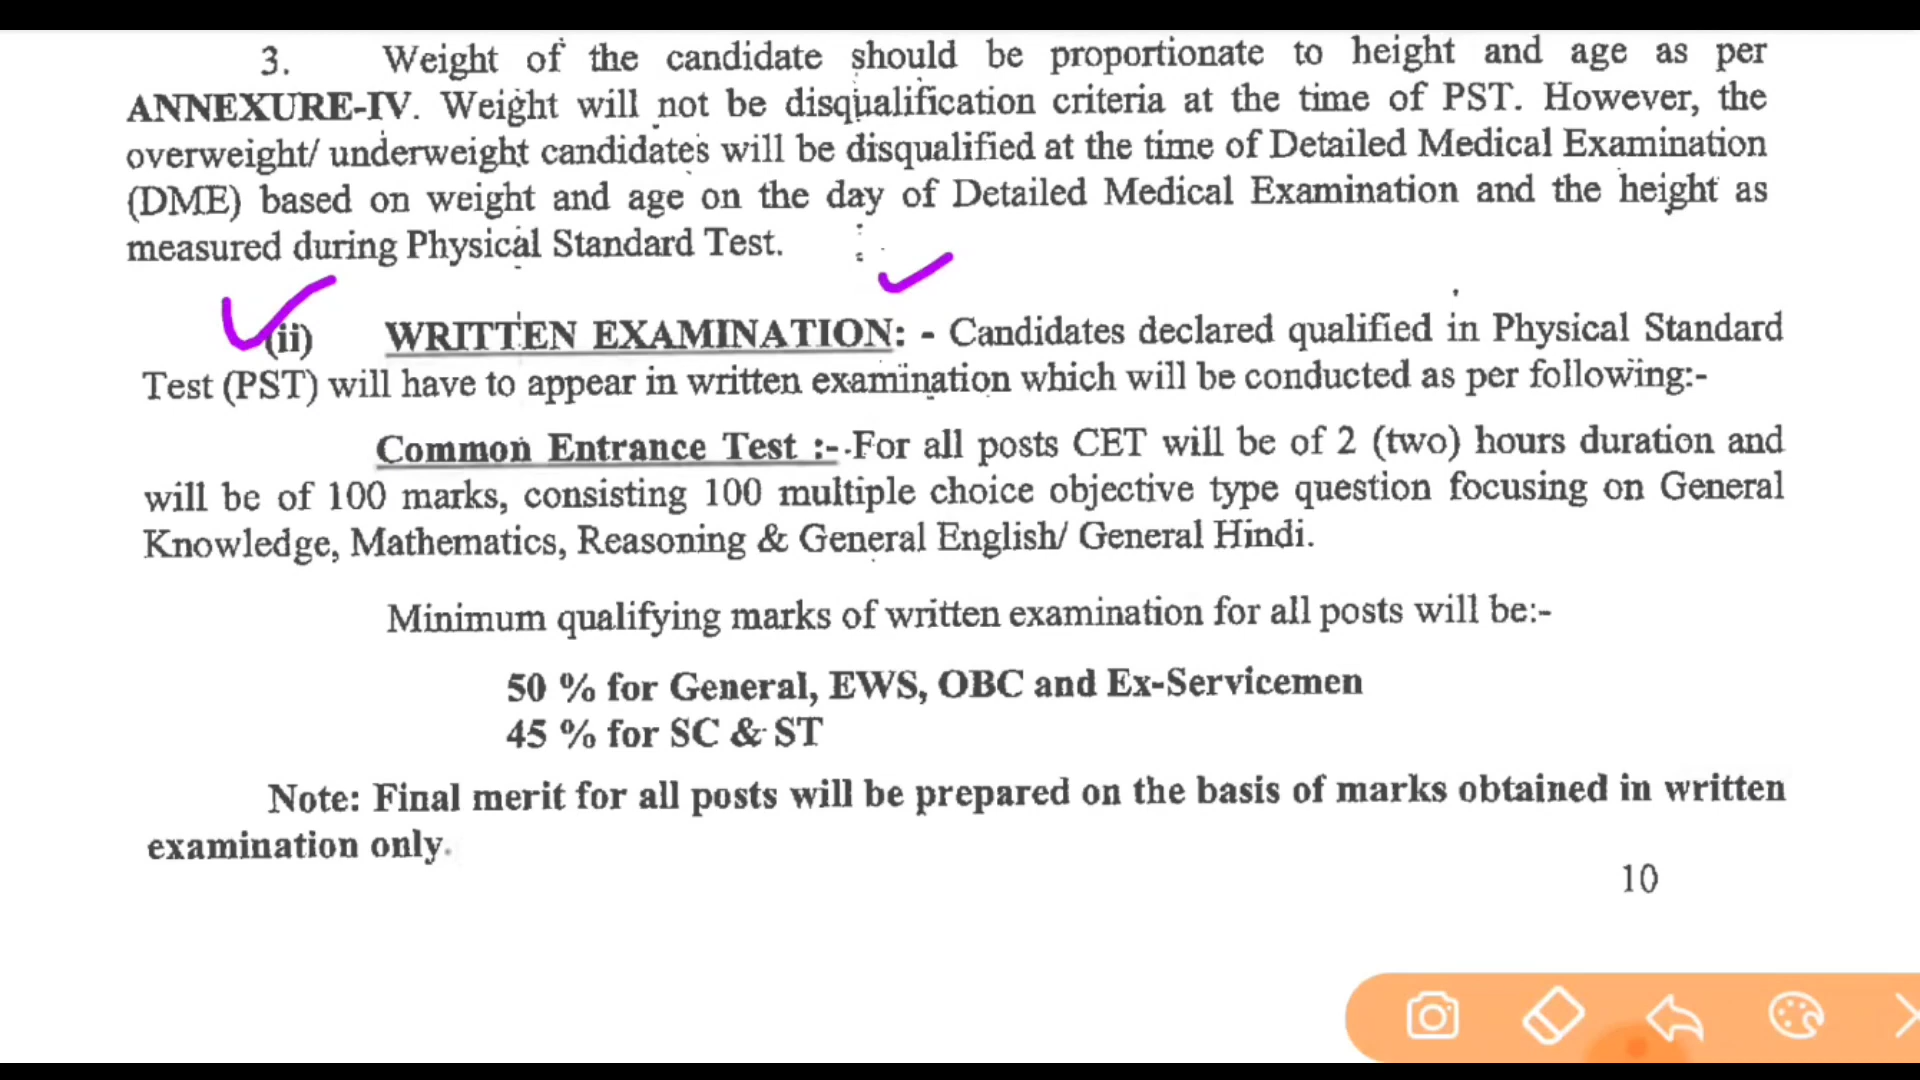 3. Weight of the candidate should be proportionate to height and age as per
ANNEXURE-IV. Weight will not be disqualification criteria at the time of PST. However, the
overweight/ underweight candidates will be disqualified at the time of Detailed Medical Examination
(DME) based on weight and age on the day of Detailed Medical Examination and the height as
measured during Physical Standard Test.
(ii) WRITTEN EXAMINATION: - Candidates declared qualified in Physical Standard
Test (PST) will have to appear in written examination which will be conducted as per following:-
Common Entrance Test :- For all posts CET will be of 2 (two) hours duration and
will be of 100 marks, consisting 100 multiple choice objective type question focusing on General
Knowledge, Mathematics, Reasoning & General English/ General Hindi.
Minimum qualifying marks of written examination for all posts will be:-
50 % for General, EWS, OBC and Ex-Servicemen
45 % for SC & ST
Note: Final merit for all posts will be prepared on the basis of marks obtained in written
examination only.
10